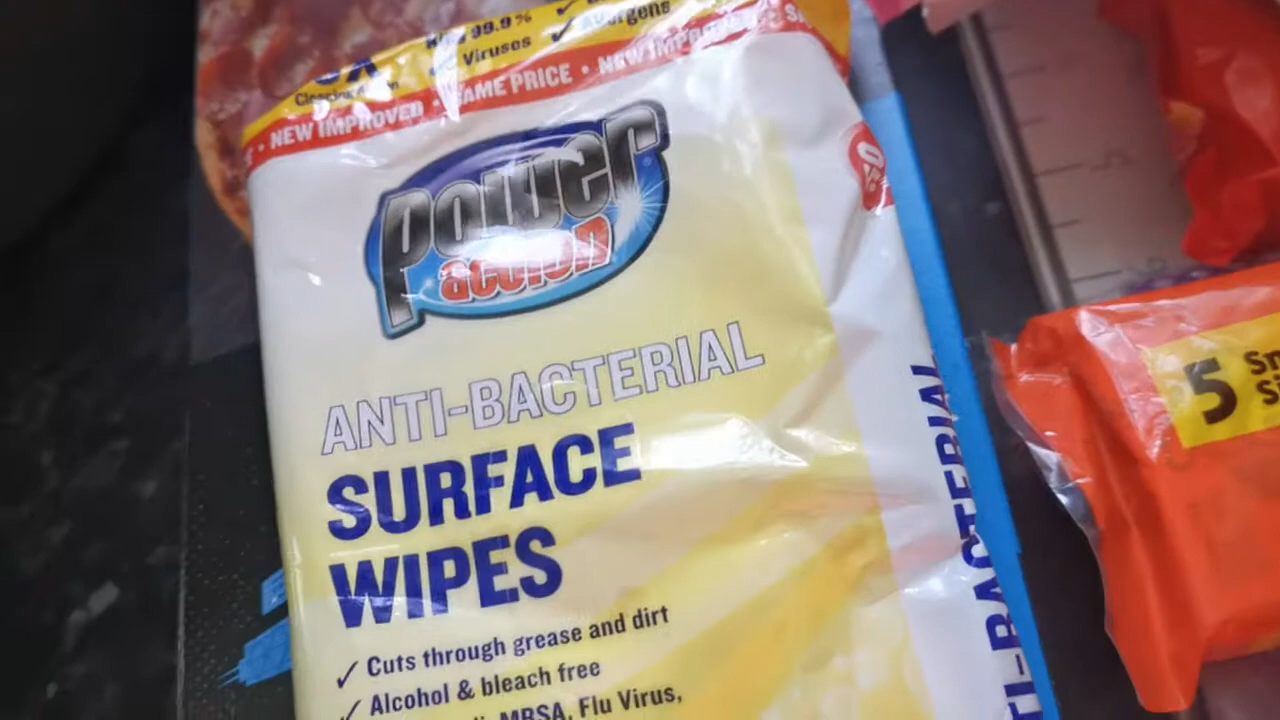 99.9%
Viruses
Allergens
NEW IMPROVED • SAME PRICE • NEW IMPROVED
power
action
ANTI-BACTERIAL
SURFACE
WIPES
✓ Cuts through grease and dirt
✓ Alcohol & bleach free
MRSA, Flu Virus,
ANTI-BACTERIAL
5